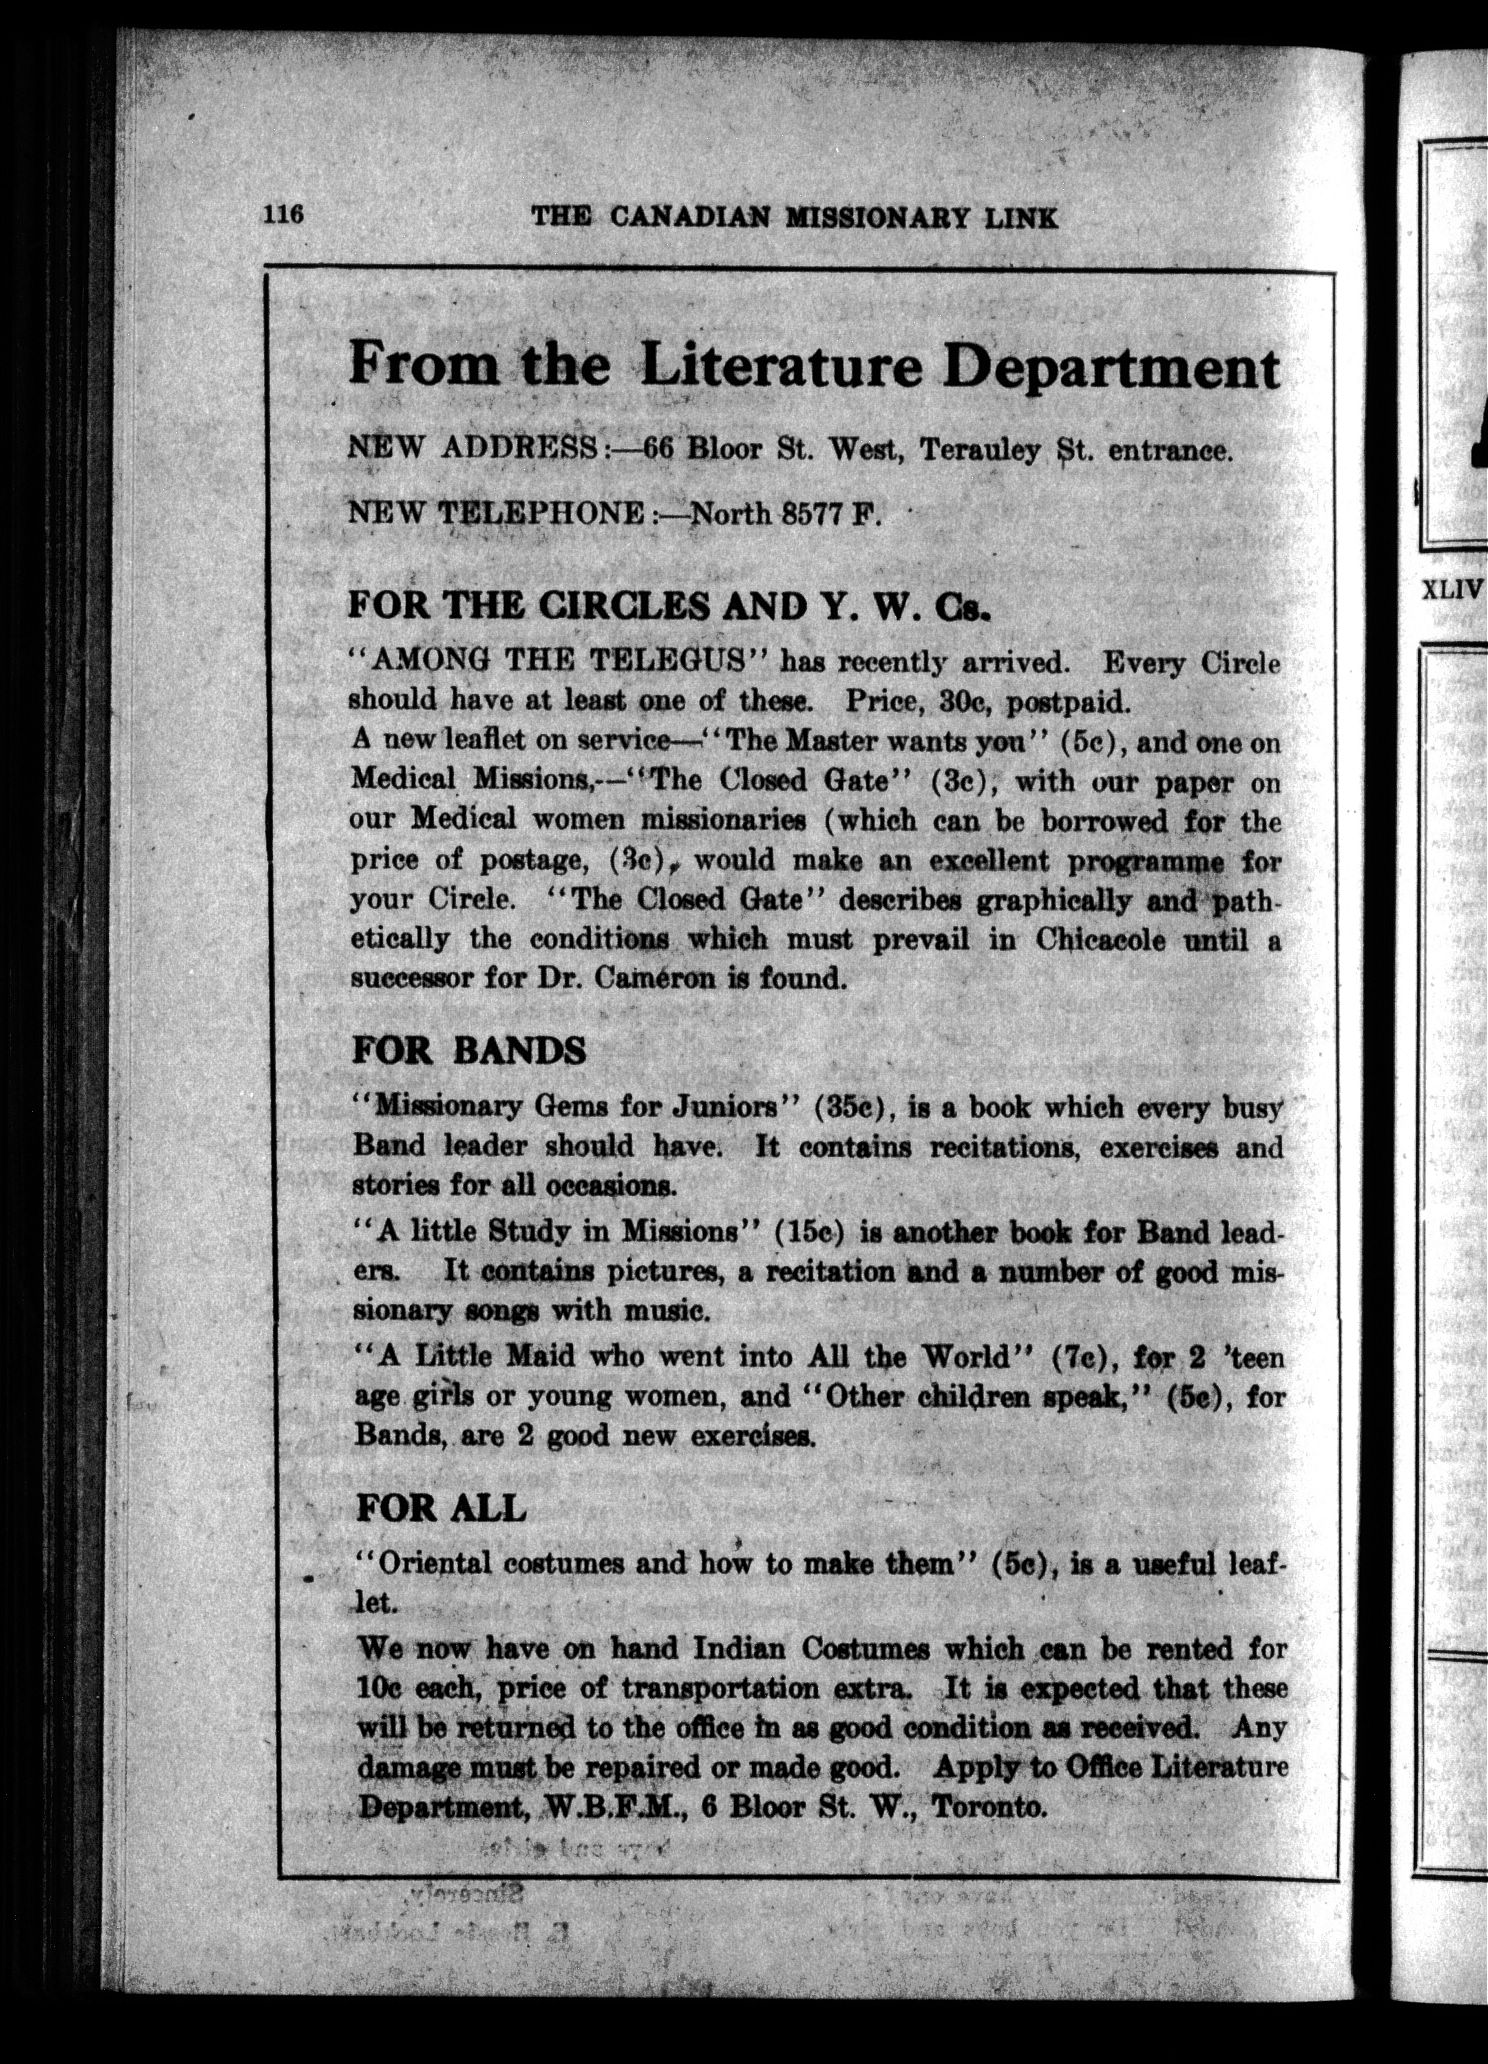 116
THE CANADIAN MISSIONARY LINK
From the Literature Department
NEW ADDRESS:—66 Bloor St. West, Terauley St. entrance.
NEW TELEPHONE:—North 8577 F.
FOR THE CIRCLES AND Y. W. Cs.
"AMONG THE TELEGUS" has recently arrived. Every Circle
should have at least one of these. Price, 30c, postpaid.
A new leaflet on service—"The Master wants you" (5c), and one on
Medical Missions,—"The Closed Gate" (3c), with our paper on
our Medical women missionaries (which can be borrowed for the
price of postage, (3c), would make an excellent programme for
your Circle. "The Closed Gate" describes graphically and path-
etically the conditions which must prevail in Chicacole until a
successor for Dr. Cameron is found.
FOR BANDS
"Missionary Gems for Juniors" (35c), is a book which every busy
Band leader should have. It contains recitations, exercises and
stories for all occasions.
"A little Study in Missions" (15c) is another book for Band lead-
ers. It contains pictures, a recitation and a number of good mis-
sionary songs with music.
"A Little Maid who went into All the World" (7c), for 2 'teen
age girls or young women, and "Other children speak," (5c), for
Bands, are 2 good new exercises.
FOR ALL
"Oriental costumes and how to make them" (5c), is a useful leaf-
let.
We now have on hand Indian Costumes which can be rented for
10c each, price of transportation extra. It is expected that these
will be returned to the office in as good condition as received. Any
damage must be repaired or made good. Apply to Office Literature
Department, W.B.F.M., 6 Bloor St. W., Toronto.
XLIV